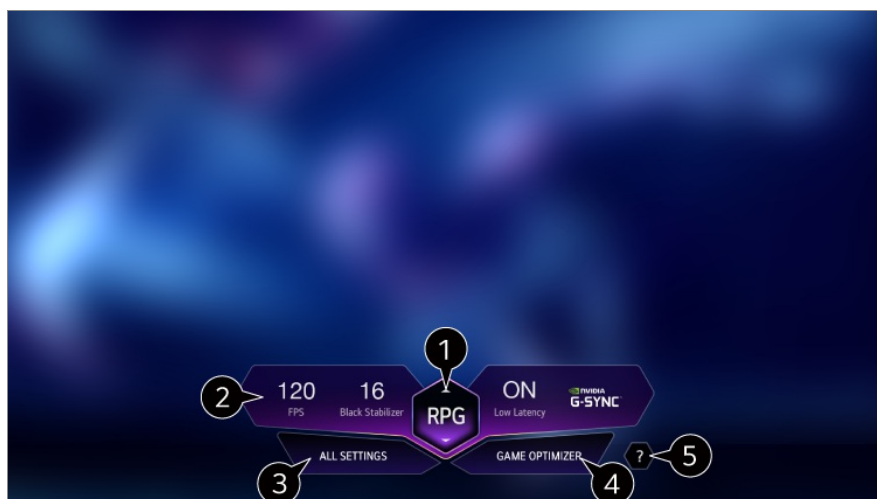 1
2
120
FPS
16
Black Stabilizer
RPG
ON
Low Latency
NVIDIA
G-SYNC
3
ALL SETTINGS
GAME OPTIMIZER
4
?
5